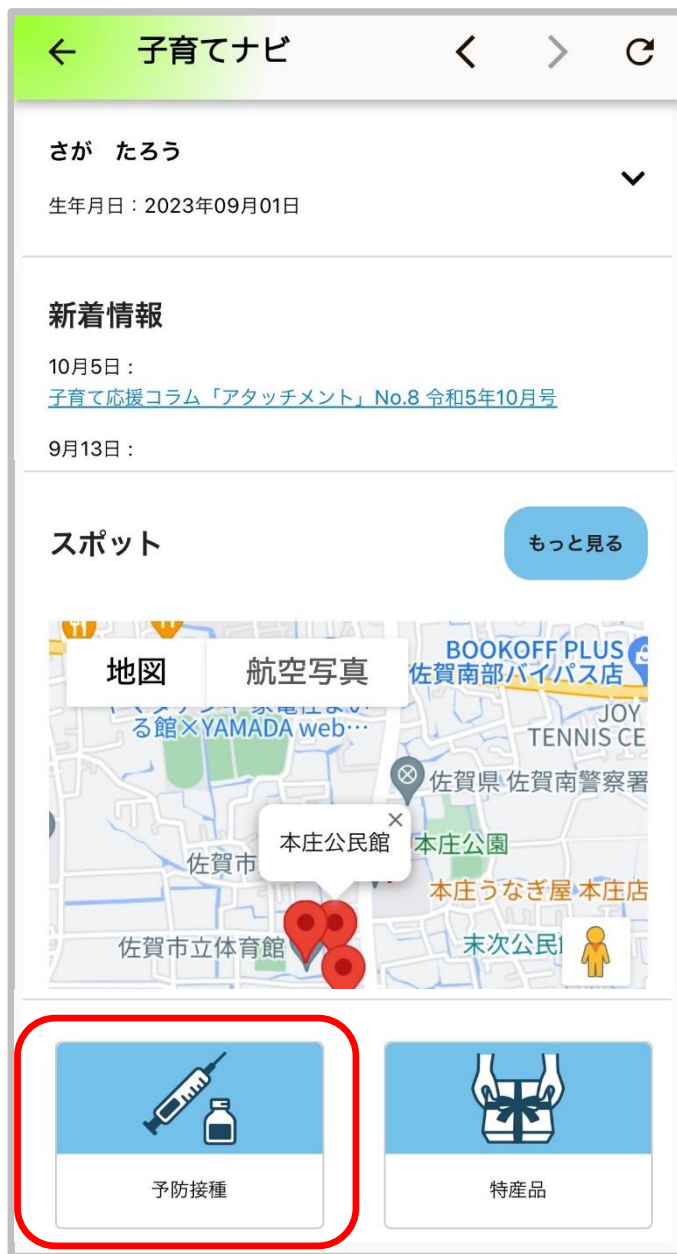 子育てナビ
さが たろう
生年月日：2023年09月01日
新着情報
10月5日：
子育て応援コラム「アタッチメント」No.8 令和5年10月号
9月13日：
スポット
もっと見る
地図
航空写真
BOOKOFF PLUS
佐賀南部バイパス店
る館×YAMADA web…
JOY
TENNIS CE
佐賀県 佐賀南警察署
本庄公民館
本庄公園
佐賀市
本庄うなぎ屋 本庄店
佐賀市立体育館
末次公民
予防接種
特産品